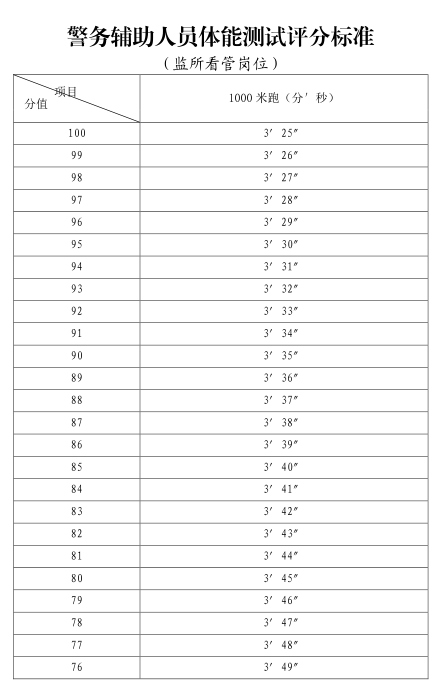 警务辅助人员体能测试评分标准
（监所看管岗位）
项目
分值
1000 米跑（分′秒）
100 3′ 25″
99 3′ 26″
98 3′ 27″
97 3′ 28″
96 3′ 29″
95 3′ 30″
94 3′ 31″
93 3′ 32″
92 3′ 33″
91 3′ 34″
90 3′ 35″
89 3′ 36″
88 3′ 37″
87 3′ 38″
86 3′ 39″
85 3′ 40″
84 3′ 41″
83 3′ 42″
82 3′ 43″
81 3′ 44″
80 3′ 45″
79 3′ 46″
78 3′ 47″
77 3′ 48″
76 3′ 49″